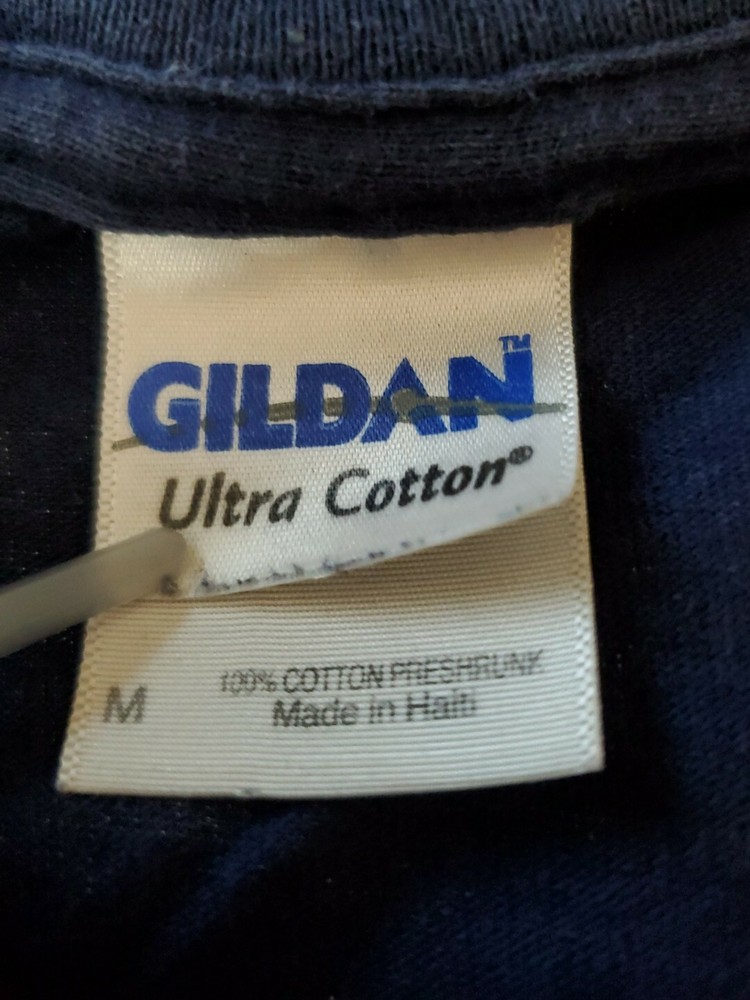 GILDAN™
Ultra Cotton®
M
100% COTTON PRESHRUNK
Made in Haiti